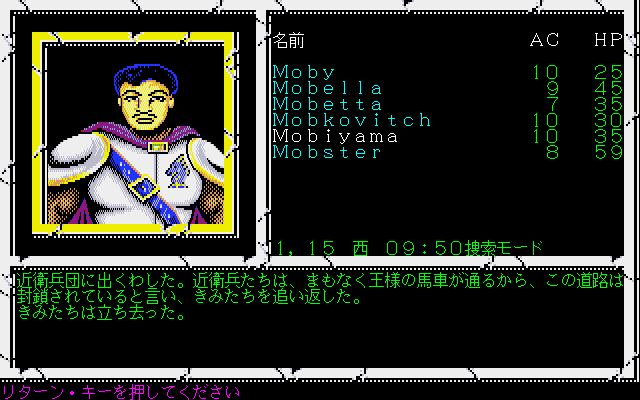 名前 AC HP
Moby 10 25
Mobella 9 45
Mobetta 7 35
Mobkovitch 10 30
Mobiyama 10 35
Mobster 8 59
1,15 西 09:50捜索モード
近衛兵団に出くわした。近衛兵たちは、まもなく王様の馬車が通るから、この道路は
封鎖されていると言い、きみたちを追い返した。
きみたちは立ち去った。
リターン・キーを押してください